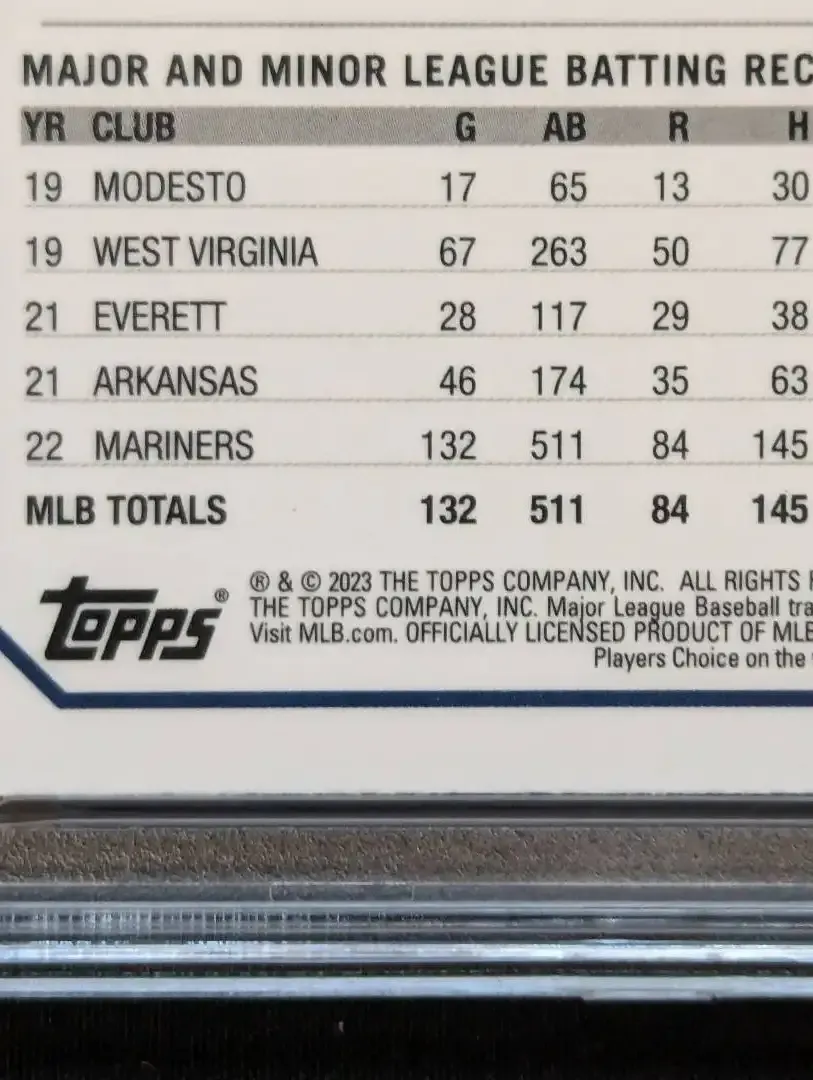 MAJOR AND MINOR LEAGUE BATTING REC
YR CLUB G AB R H
19 MODESTO 17 65 13 30
19 WEST VIRGINIA 67 263 50 77
21 EVERETT 28 117 29 38
21 ARKANSAS 46 174 35 63
22 MARINERS 132 511 84 145
MLB TOTALS 132 511 84 145
Topps®
® & © 2023 THE TOPPS COMPANY, INC. ALL RIGHTS
THE TOPPS COMPANY, INC. Major League Baseball tra
Visit MLB.com. OFFICIALLY LICENSED PRODUCT OF MLB
Players Choice on the